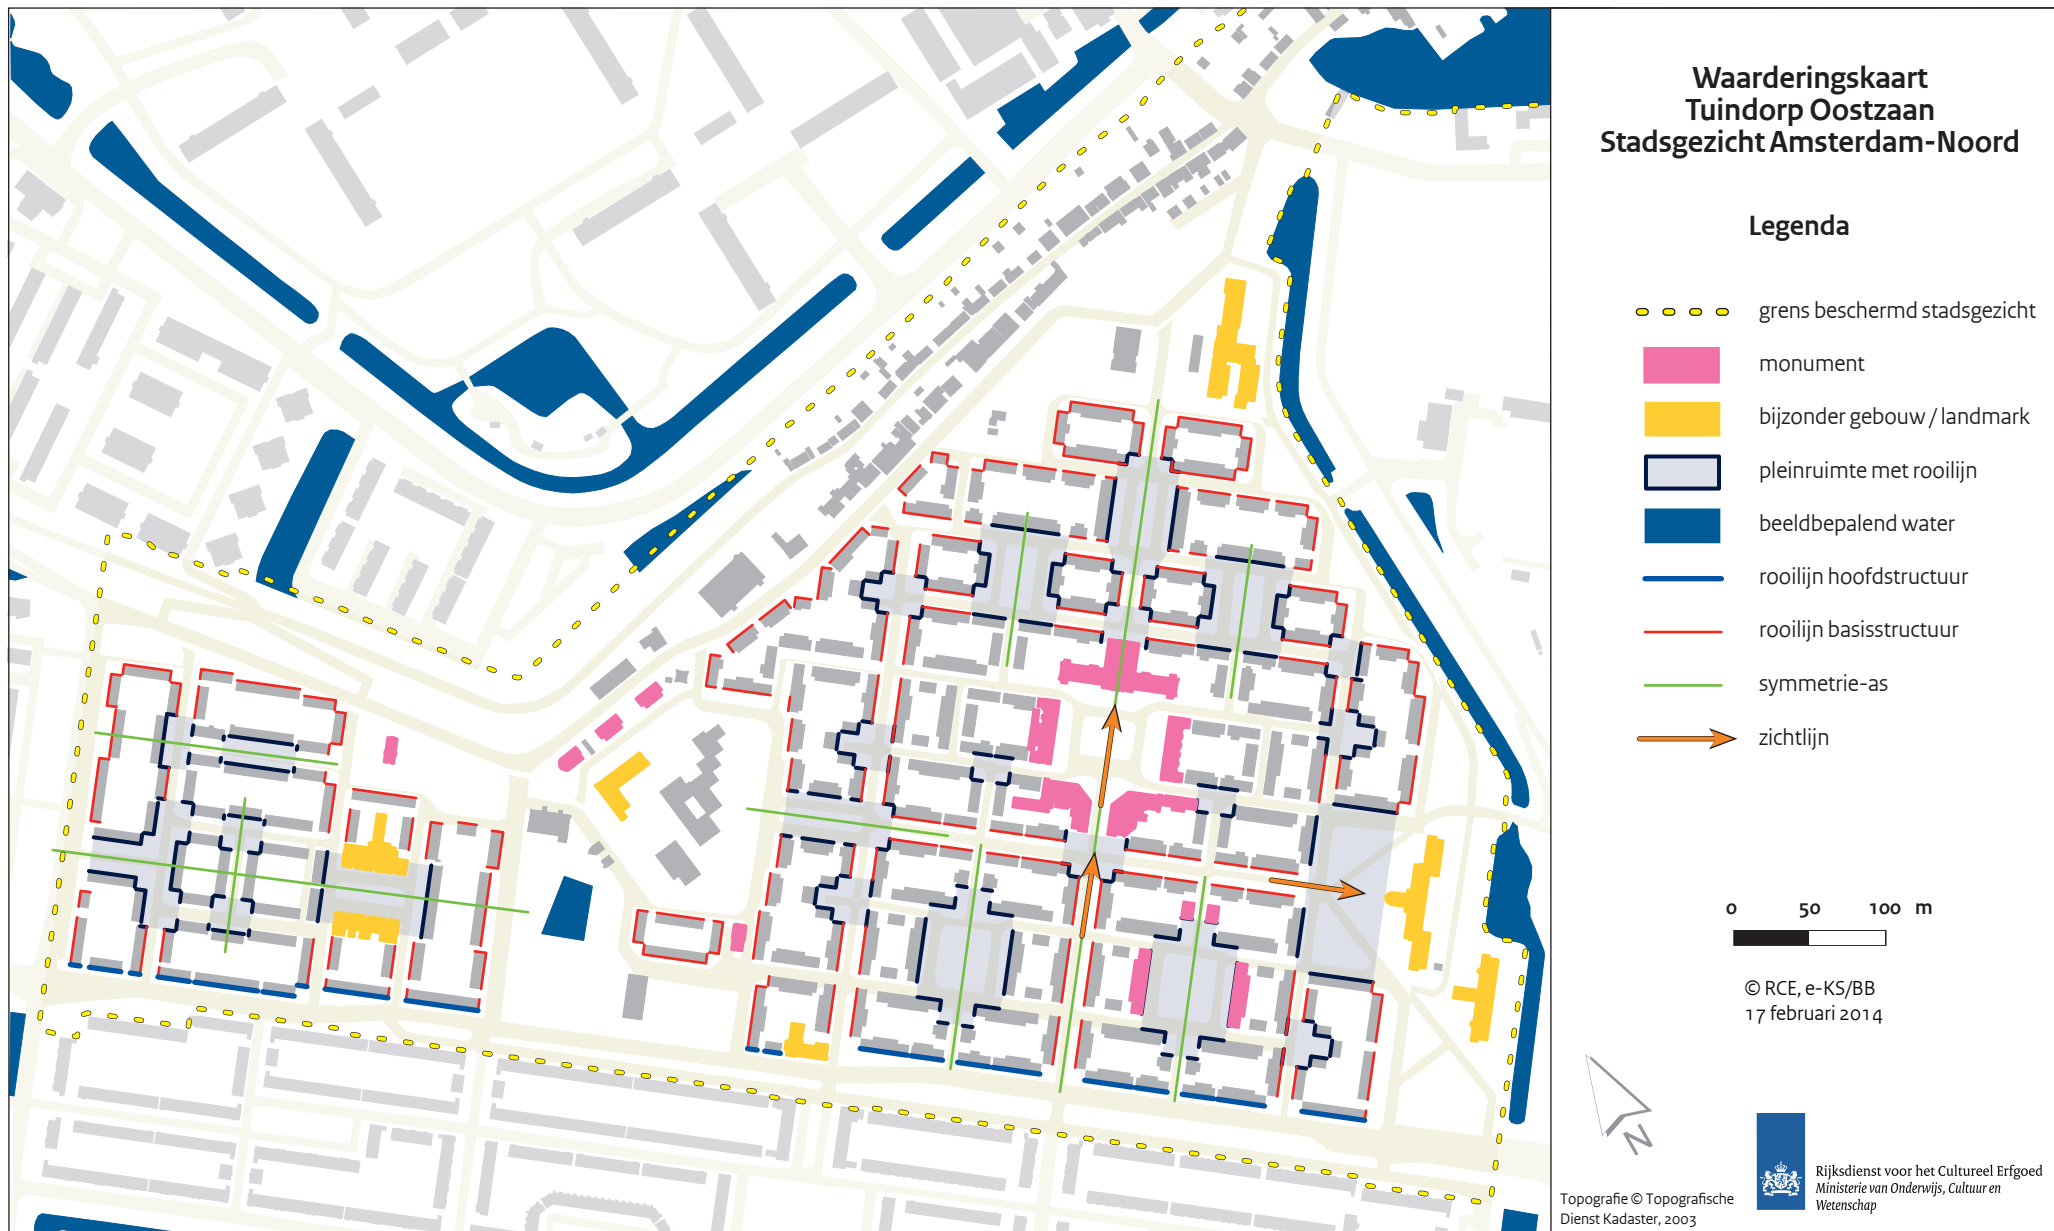 Waarderingskaart
Tuindorp Oostzaan
Stadsgezicht Amsterdam-Noord
Legenda
grens beschermd stadsgezicht
monument
bijzonder gebouw / landmark
pleinruimte met rooilijn
beeldbepalend water
rooilijn hoofdstructuur
rooilijn basisstructuur
symmetrie-as
zichtlijn
0 50 100 m
© RCE, e-KS/BB
17 februari 2014
N
Topografie © Topografische
Dienst Kadaster, 2003
Rijksdienst voor het Cultureel Erfgoed
Ministerie van Onderwijs, Cultuur en
Wetenschap